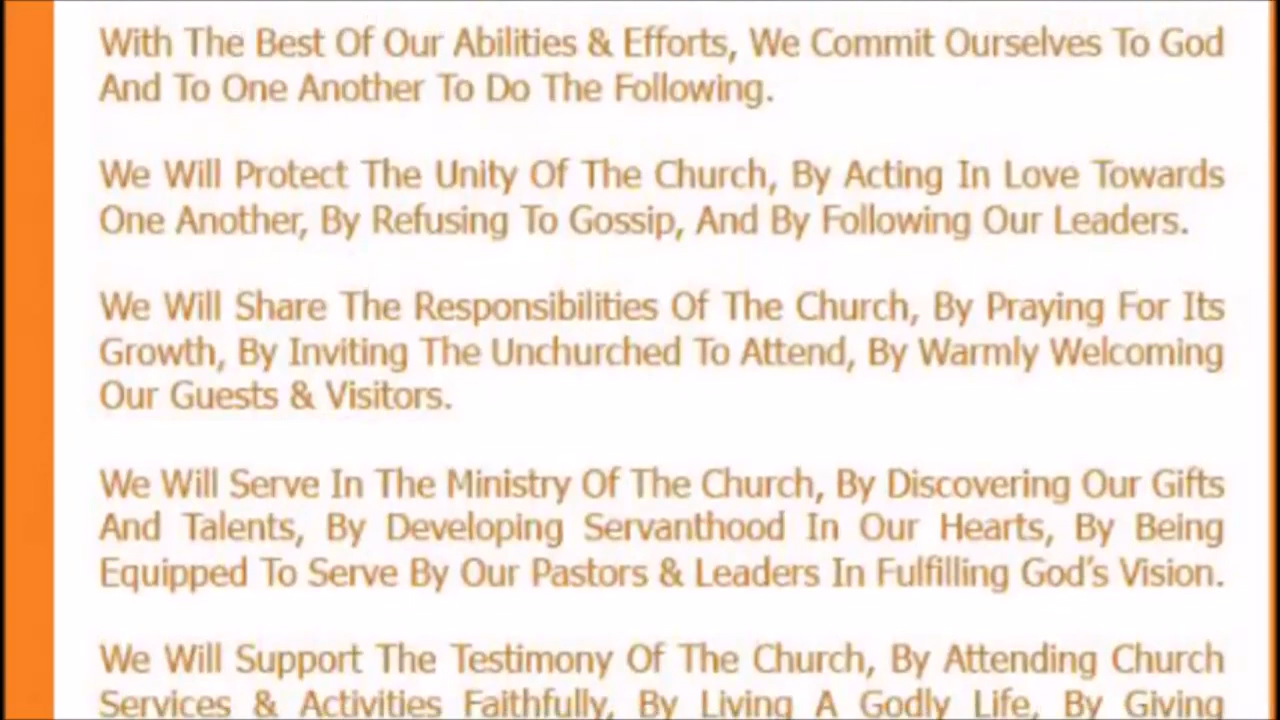 With The Best Of Our Abilities & Efforts, We Commit Ourselves To God
And To One Another To Do The Following.
We Will Protect The Unity Of The Church, By Acting In Love Towards
One Another, By Refusing To Gossip, And By Following Our Leaders.
We Will Share The Responsibilities Of The Church, By Praying For Its
Growth, By Inviting The Unchurched To Attend, By Warmly Welcoming
Our Guests & Visitors.
We Will Serve In The Ministry Of The Church, By Discovering Our Gifts
And Talents, By Developing Servanthood In Our Hearts, By Being
Equipped To Serve By Our Pastors & Leaders In Fulfilling God's Vision.
We Will Support The Testimony Of The Church, By Attending Church
Services & Activities Faithfully, By Living A Godly Life, By Giving